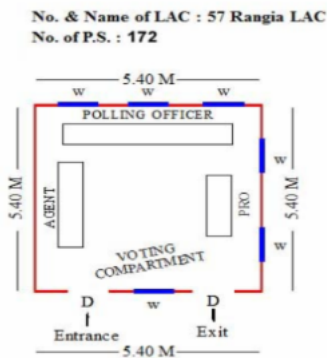 No. & Name of LAC : 57 Rangia LAC
No. of P.S. : 172
5.40 M
W W W
POLLING OFFICER
5.40 M
AGENT
PRO
W
W
5.40 M
VOTING
COMPARTMENT
D W D
Entrance Exit
5.40 M